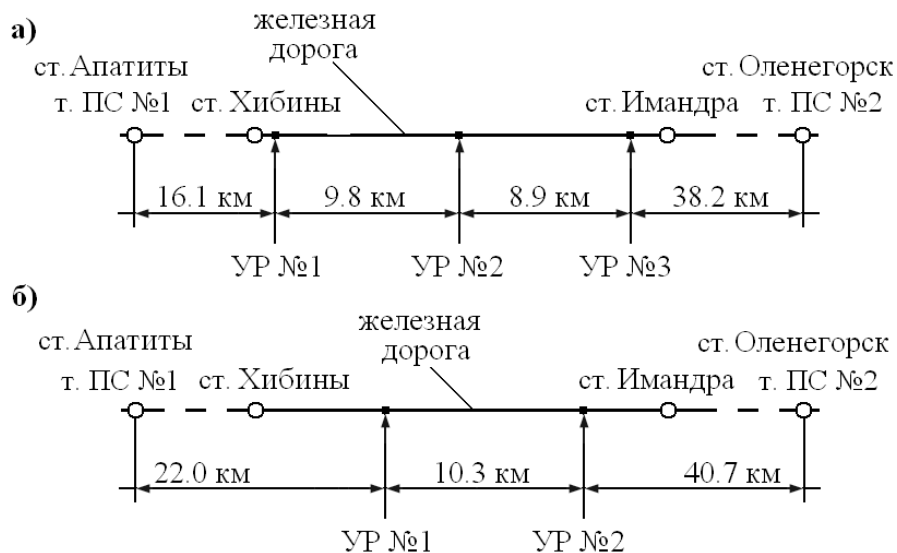 а)
железная
дорога
ст. Апатиты
ст. Оленегорск
т. ПС №1
ст. Хибины
ст. Имандра
т. ПС №2
16.1 км
9.8 км
8.9 км
38.2 км
УР №1
УР №2
УР №3
б)
железная
дорога
ст. Апатиты
ст. Оленегорск
т. ПС №1
ст. Хибины
ст. Имандра
т. ПС №2
22.0 км
10.3 км
40.7 км
УР №1
УР №2